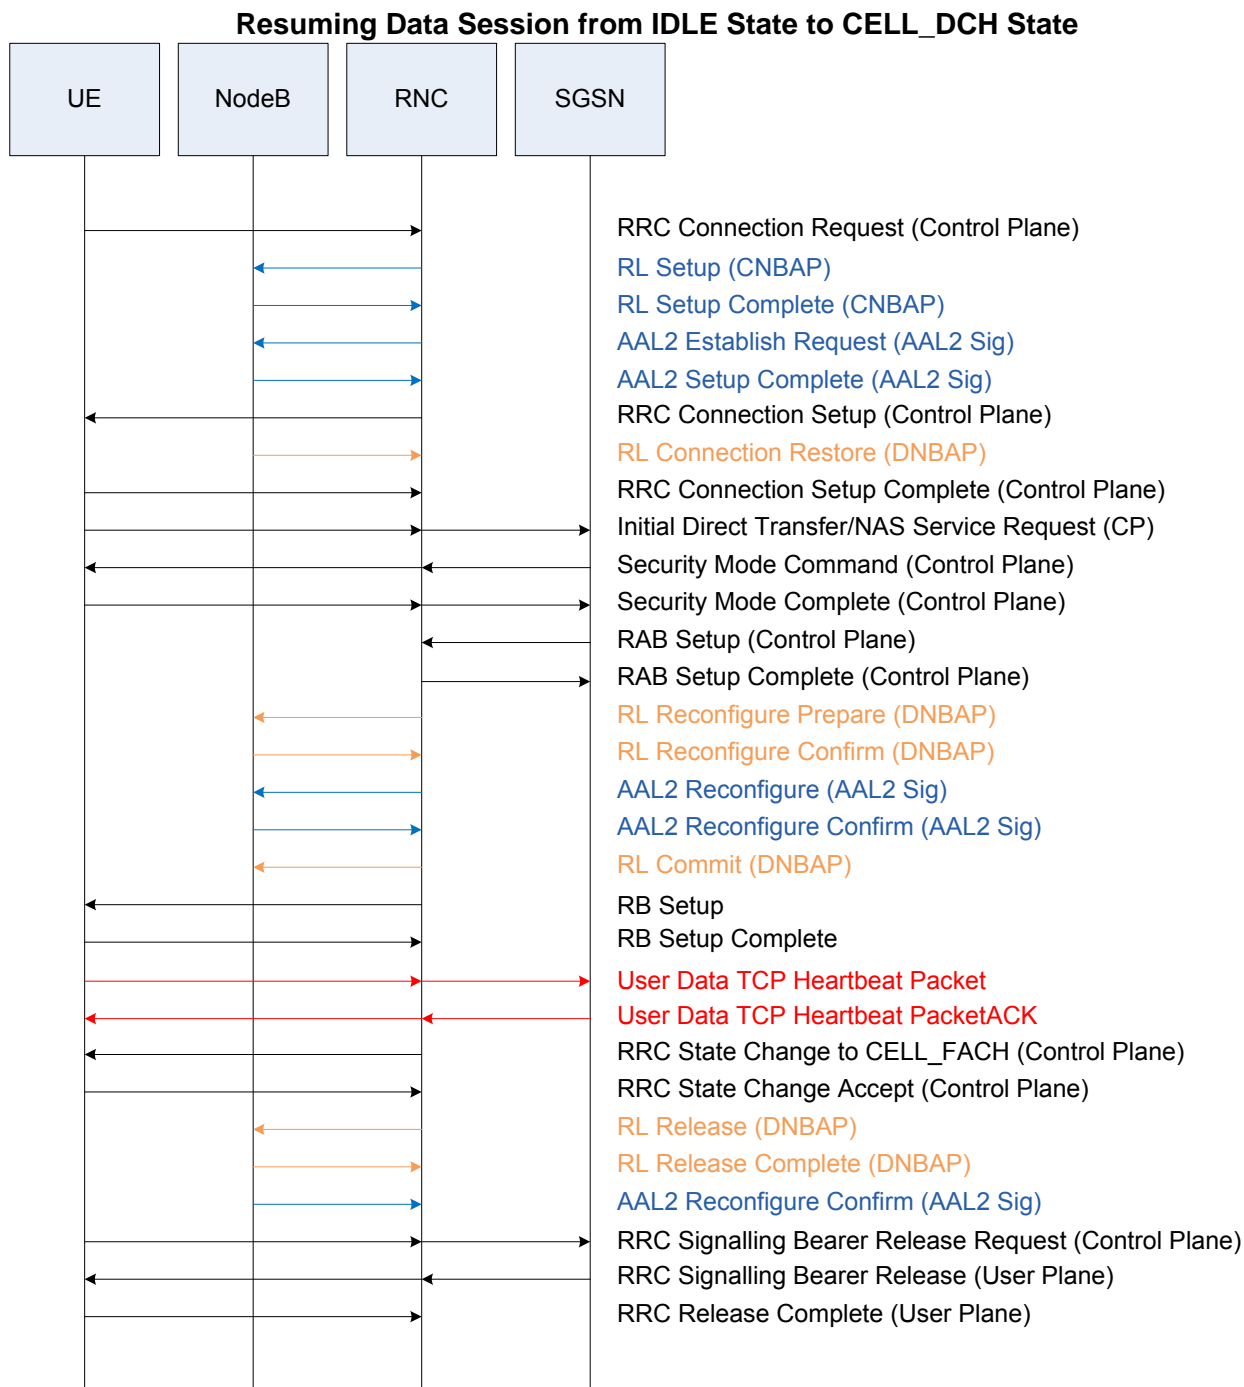 Resuming Data Session from IDLE State to CELL_DCH State
UE
NodeB
RNC
SGSN
RRC Connection Request (Control Plane)
RL Setup (CNBAP)
RL Setup Complete (CNBAP)
AAL2 Establish Request (AAL2 Sig)
AAL2 Setup Complete (AAL2 Sig)
RRC Connection Setup (Control Plane)
RL Connection Restore (DNBAP)
RRC Connection Setup Complete (Control Plane)
Initial Direct Transfer/NAS Service Request (CP)
Security Mode Command (Control Plane)
Security Mode Complete (Control Plane)
RAB Setup (Control Plane)
RAB Setup Complete (Control Plane)
RL Reconfigure Prepare (DNBAP)
RL Reconfigure Confirm (DNBAP)
AAL2 Reconfigure (AAL2 Sig)
AAL2 Reconfigure Confirm (AAL2 Sig)
RL Commit (DNBAP)
RB Setup
RB Setup Complete
User Data TCP Heartbeat Packet
User Data TCP Heartbeat PacketACK
RRC State Change to CELL_FACH (Control Plane)
RRC State Change Accept (Control Plane)
RL Release (DNBAP)
RL Release Complete (DNBAP)
AAL2 Reconfigure Confirm (AAL2 Sig)
RRC Signalling Bearer Release Request (Control Plane)
RRC Signalling Bearer Release (User Plane)
RRC Release Complete (User Plane)